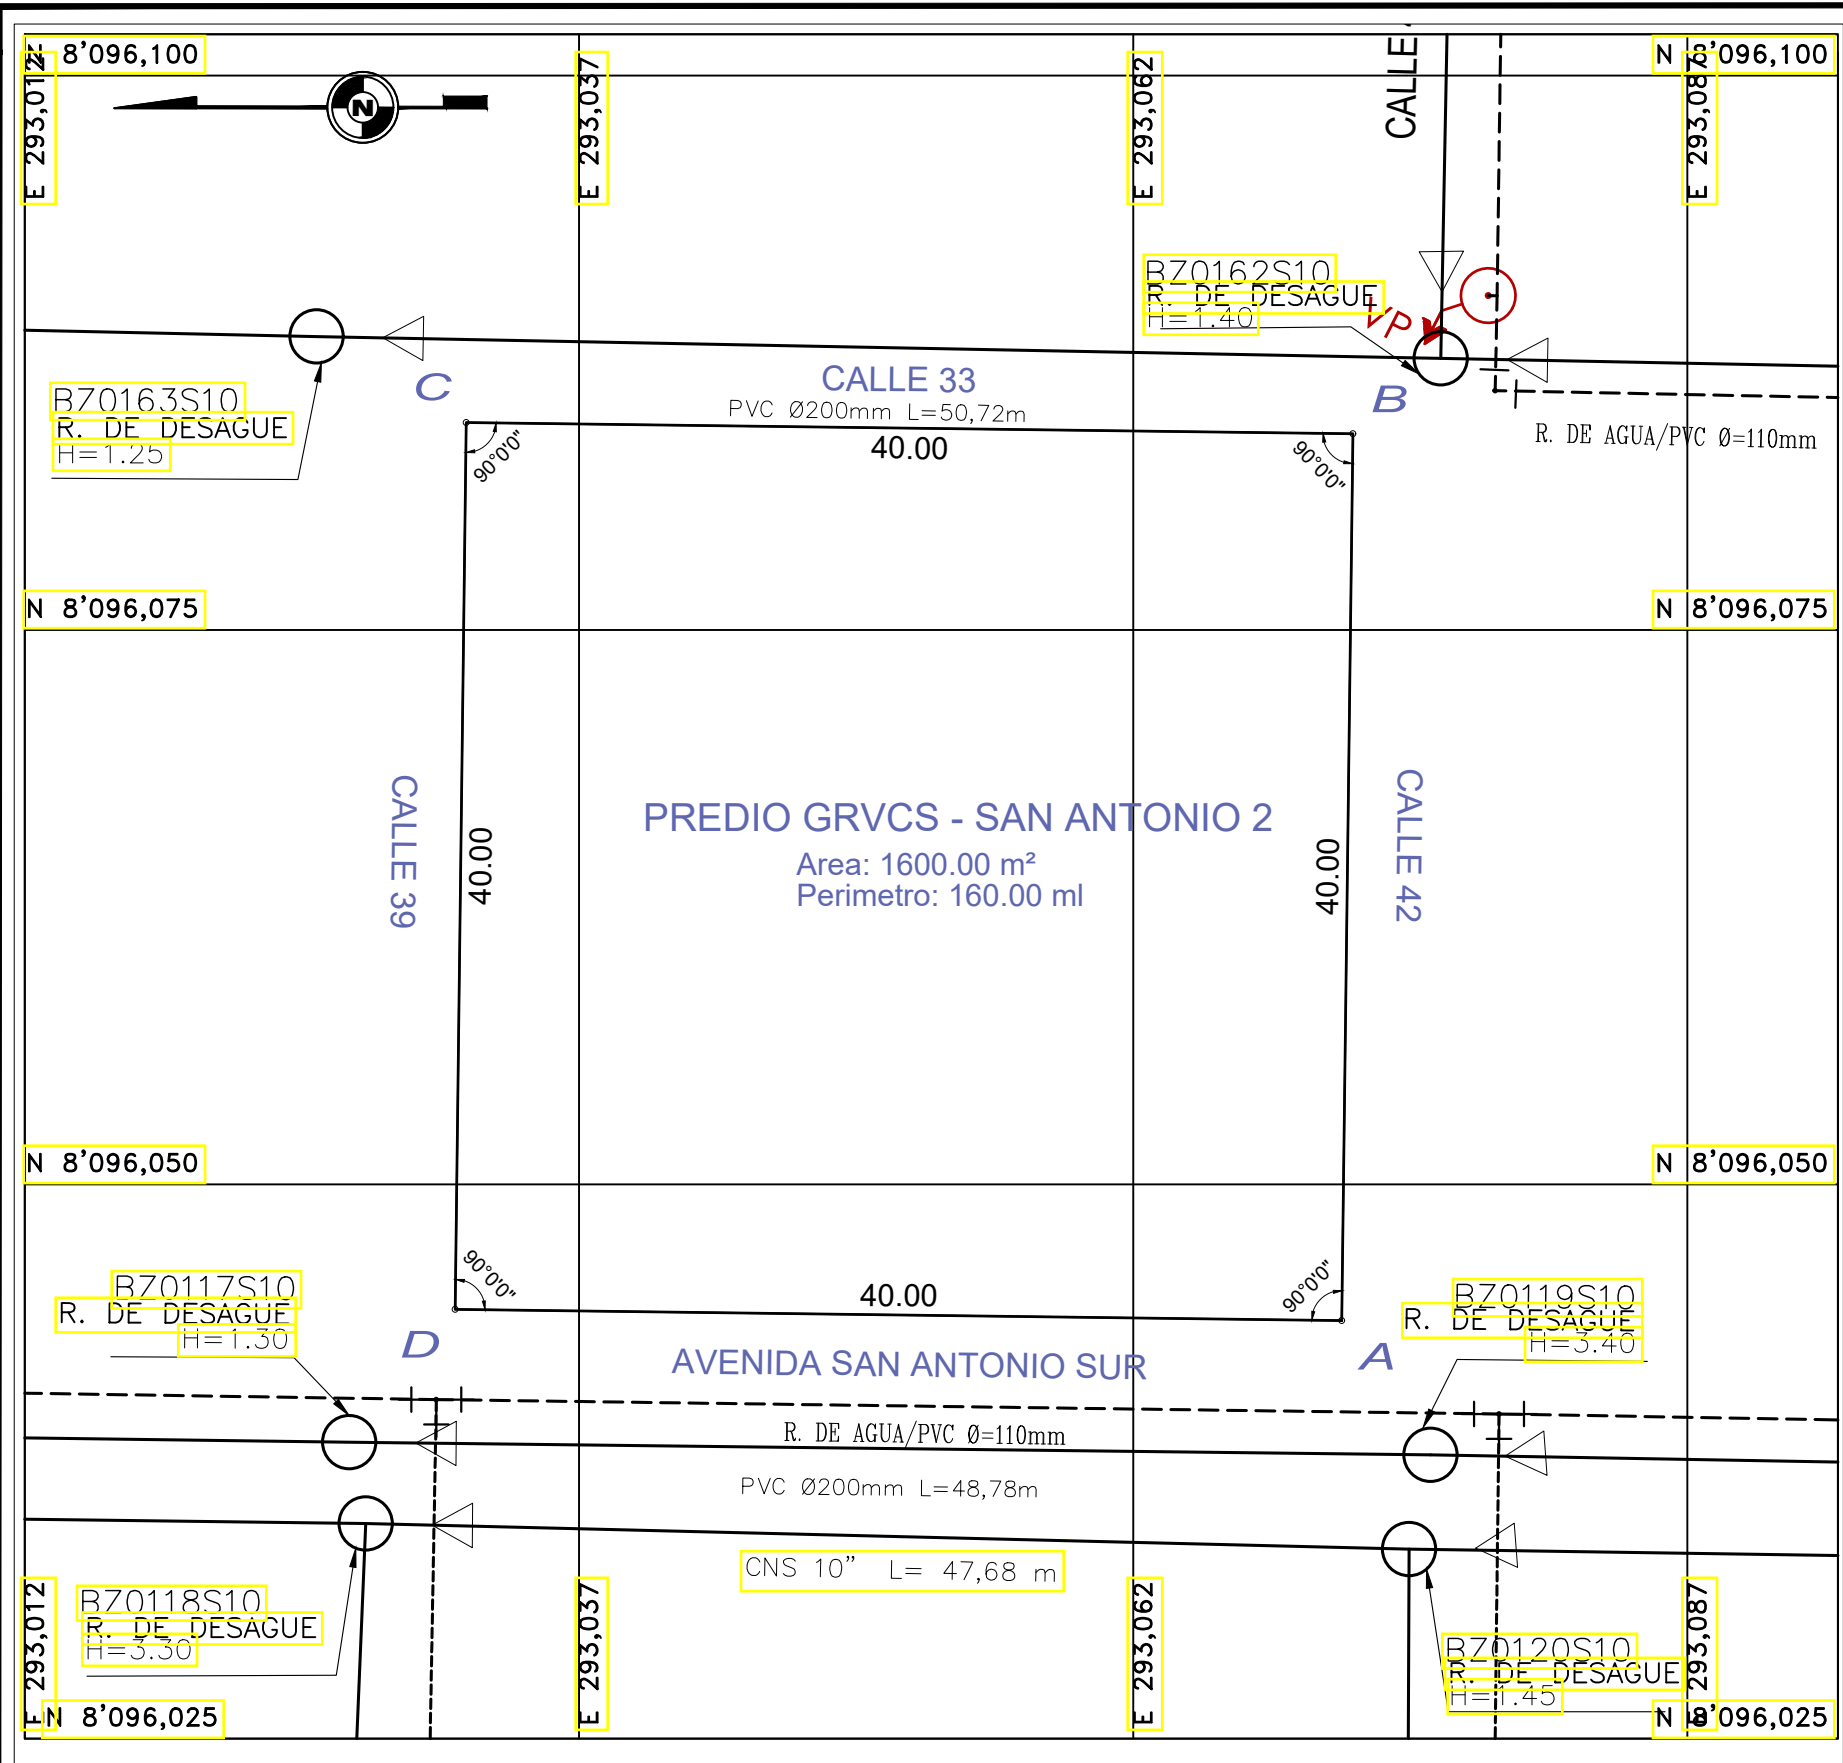 N 8'096,100
N 8'096,100
E 293,012
E 293,037
E 293,062
E 293,087
N
CALLE
BZ0162S10
R. DE DESAGUE
H=1.40
VP
C
CALLE 33
B
PVC Ø200mm L=50,72m
BZ0163S10
R. DE DESAGUE
H=1.25
40.00
90°0'0"
90°0'0"
R. DE AGUA/PVC Ø=110mm
N 8'096,075
N 8'096,075
CALLE 39
40.00
PREDIO GRVCS - SAN ANTONIO 2
Area: 1600.00 m²
Perimetro: 160.00 ml
40.00
CALLE 42
N 8'096,050
N 8'096,050
BZ0117S10
R. DE DESAGUE
H=1.30
90°0'0"
40.00
90°0'0"
BZ0119S10
R. DE DESAGUE
H=3.40
D
AVENIDA SAN ANTONIO SUR
A
R. DE AGUA/PVC Ø=110mm
PVC Ø200mm L=48,78m
CNS 10" L= 47,68 m
BZ0118S10
R. DE DESAGUE
H=3.30
BZ0120S10
R. DE DESAGUE
H=1.45
E 293,012
E 293,037
E 293,062
E 293,087
N 8'096,025
N 8'096,025